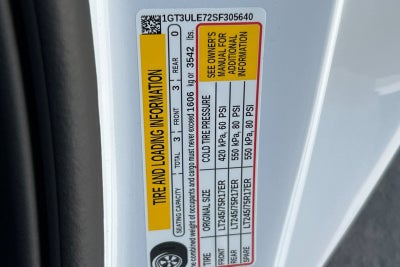 1GT3ULE72SF305640
TIRE AND LOADING INFORMATION
SEATING CAPACITY TOTAL 3 FRONT 3 REAR 0
The combined weight of occupants and cargo must never exceed 1606 kg or 3542 lbs.
TIRE ORIGINAL SIZE COLD TIRE PRESSURE
FRONT LT245/75R17ER 420 kPa, 60 PSI
REAR LT245/75R17ER 550 kPa, 80 PSI
SPARE LT245/75R17ER 550 kPa, 80 PSI
SEE OWNER'S
MANUAL FOR
ADDITIONAL
INFORMATION